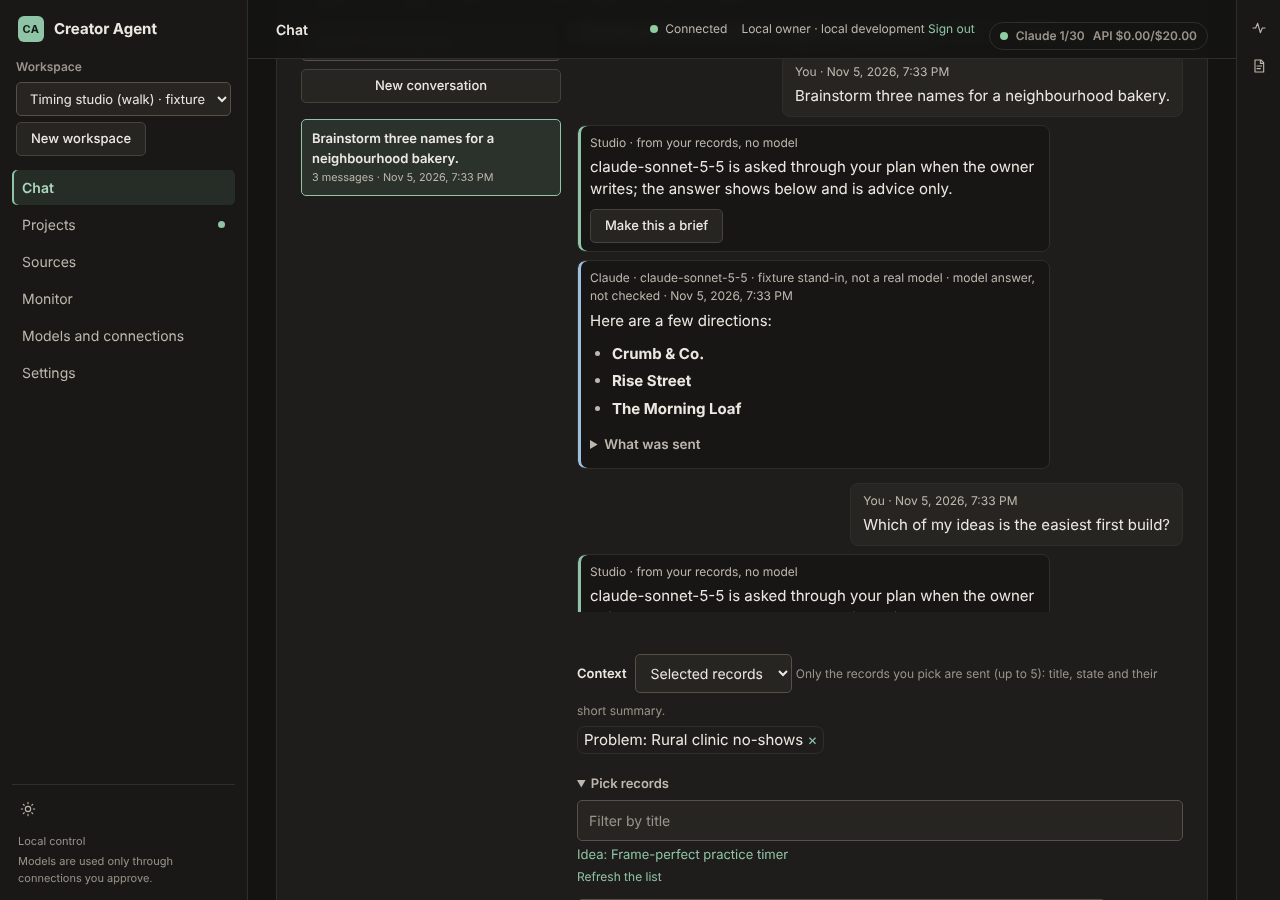 CA Creator Agent
Workspace
Timing studio (walk) · fixture
New workspace
Chat
Projects
Sources
Monitor
Models and connections
Settings
Local control
Models are used only through
connections you approve.
Chat
Connected Local owner · local development Sign out Claude 1/30 API $0.00/$20.00
New conversation
Brainstorm three names for a
neighbourhood bakery.
3 messages · Nov 5, 2026, 7:33 PM
You · Nov 5, 2026, 7:33 PM
Brainstorm three names for a neighbourhood bakery.
Studio · from your records, no model
claude-sonnet-5-5 is asked through your plan when the owner
writes; the answer shows below and is advice only.
Make this a brief
Claude · claude-sonnet-5-5 · fixture stand-in, not a real model · model answer,
not checked · Nov 5, 2026, 7:33 PM
Here are a few directions:
• Crumb & Co.
• Rise Street
• The Morning Loaf
▶ What was sent
You · Nov 5, 2026, 7:33 PM
Which of my ideas is the easiest first build?
Studio · from your records, no model
claude-sonnet-5-5 is asked through your plan when the owner
Context Selected records Only the records you pick are sent (up to 5): title, state and their
short summary.
Problem: Rural clinic no-shows ×
▼ Pick records
Filter by title
Idea: Frame-perfect practice timer
Refresh the list